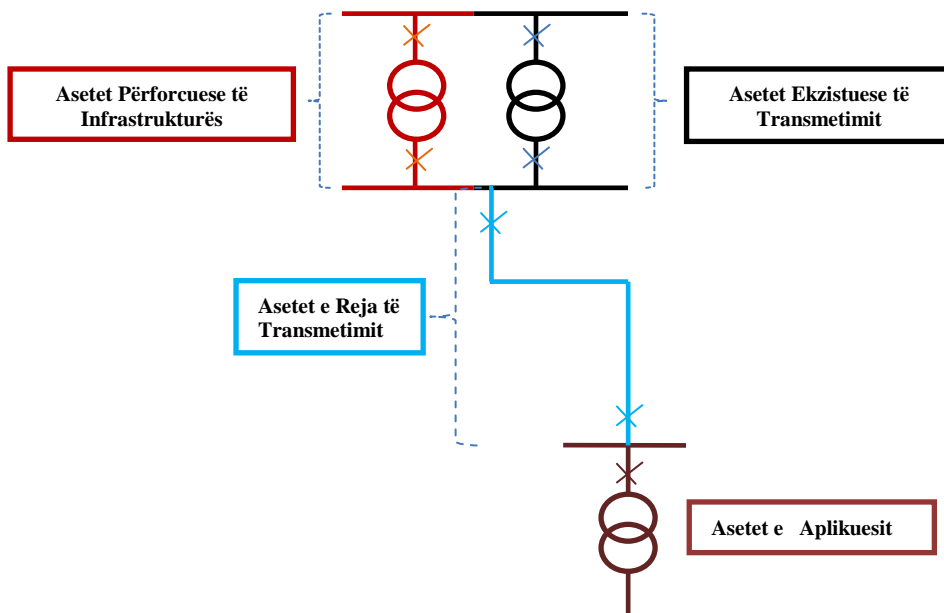 Asetet Përforcuese të
Infrastrukturës
Asetet Ekzistuese të
Transmetimit
Asetet e Reja të
Transmetimit
Asetet e Aplikuesit